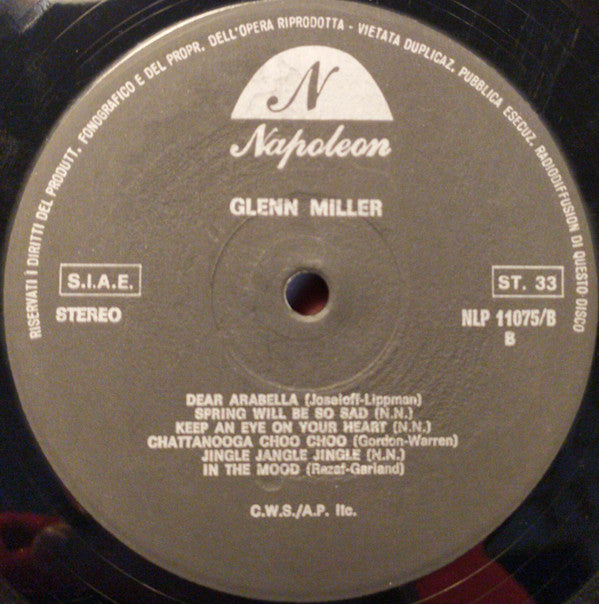 RISERVATI I DIRITTI DEL PRODUTT. FONOGRAFICO E DEL PROPR. DELL'OPERA RIPRODOTTA - VIETATA DUPLICAZ. PUBBLICA ESECUZ. RADIODIFFUSION DI QUESTO DISCO
N
Napoleon
GLENN MILLER
S.I.A.E.
ST. 33
STEREO
NLP 11075/B
B
DEAR ARABELLA (Joseloff-Lippman)
SPRING WILL BE SO SAD (N.N.)
KEEP AN EYE ON YOUR HEART (N.N.)
CHATTANOOGA CHOO CHOO (Gordon-Warren)
JINGLE JANGLE JINGLE (N.N.)
IN THE MOOD (Razaf-Garland)
C.W.S./A.P. Itc.